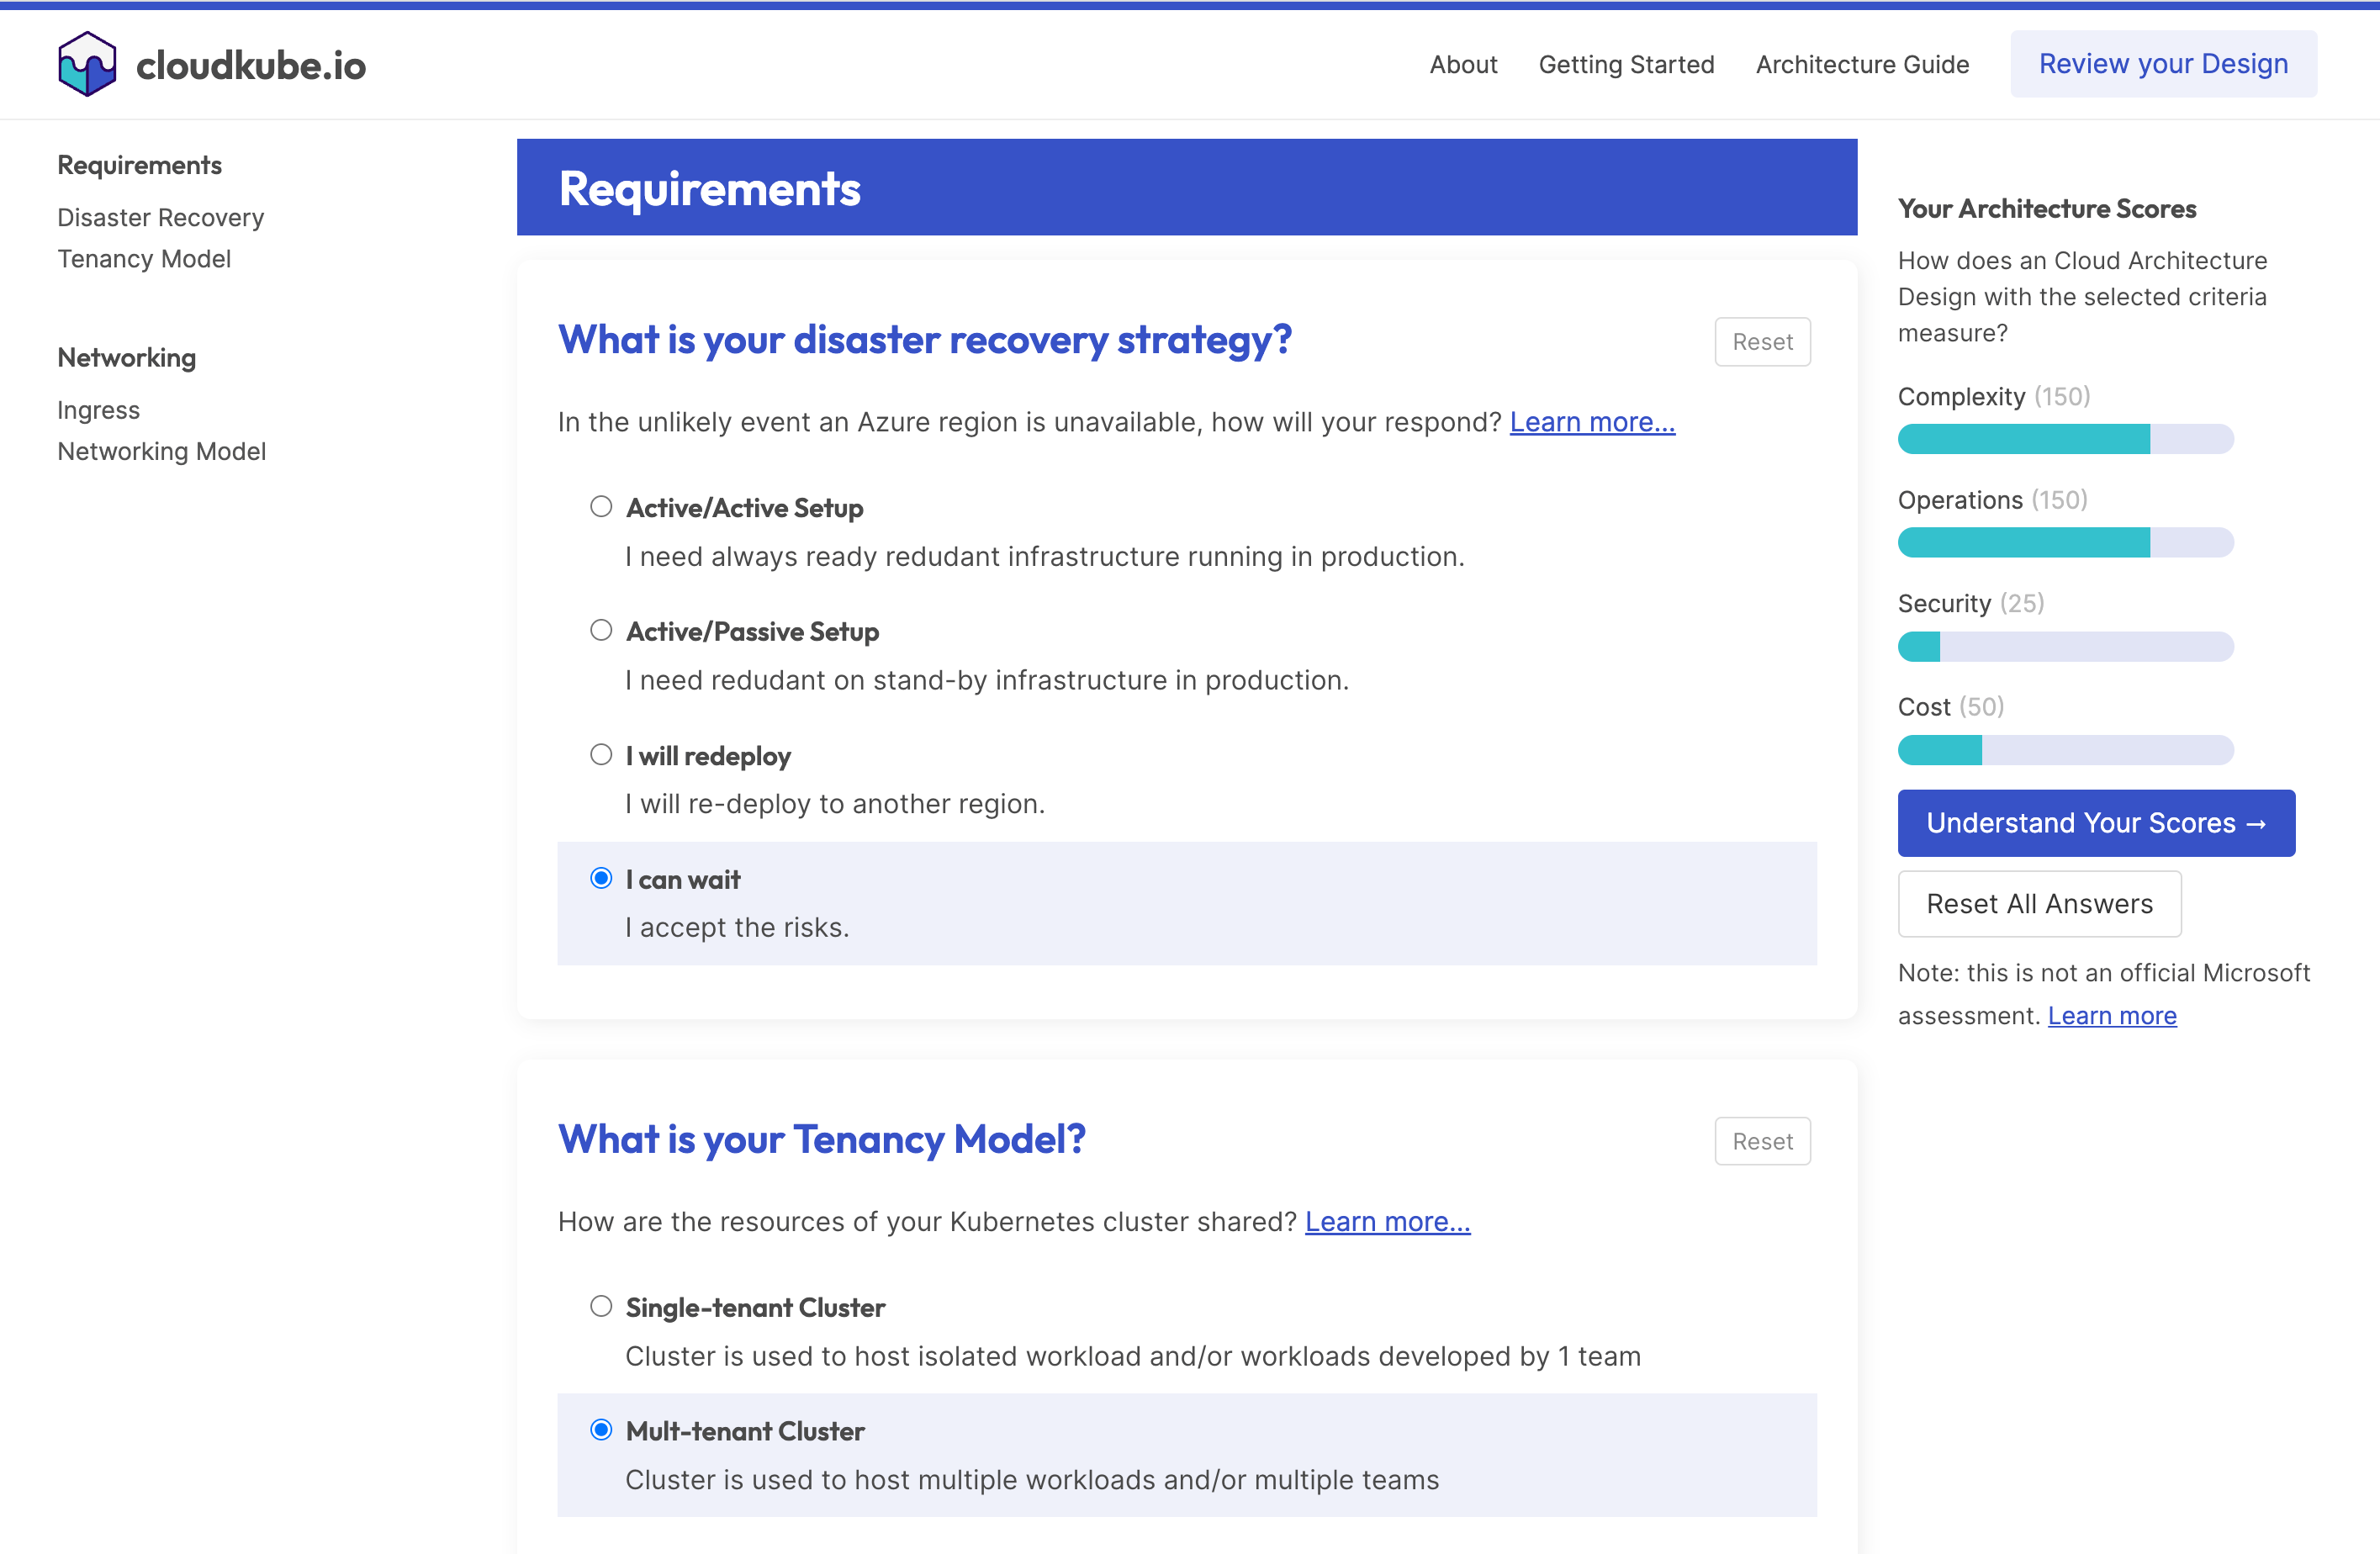 cloudkube.io
About
Getting Started
Architecture Guide
Review your Design
Requirements
Disaster Recovery
Tenancy Model
Networking
Ingress
Networking Model
Requirements
What is your disaster recovery strategy?
Reset
In the unlikely event an Azure region is unavailable, how will your respond? Learn more...
Active/Active Setup
I need always ready redudant infrastructure running in production.
Active/Passive Setup
I need redudant on stand-by infrastructure in production.
I will redeploy
I will re-deploy to another region.
I can wait
I accept the risks.
What is your Tenancy Model?
Reset
How are the resources of your Kubernetes cluster shared? Learn more...
Single-tenant Cluster
Cluster is used to host isolated workload and/or workloads developed by 1 team
Mult-tenant Cluster
Cluster is used to host multiple workloads and/or multiple teams
Your Architecture Scores
How does an Cloud Architecture
Design with the selected criteria
measure?
Complexity (150)
Operations (150)
Security (25)
Cost (50)
Understand Your Scores →
Reset All Answers
Note: this is not an official Microsoft
assessment. Learn more